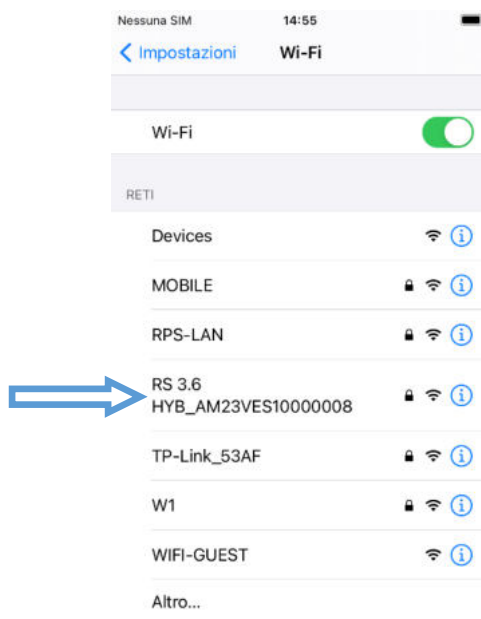 Nessuna SIM 14:55
Impostazioni Wi-Fi
Wi-Fi
RETI
Devices
MOBILE
RPS-LAN
RS 3.6
HYB_AM23VES10000008
TP-Link_53AF
W1
WIFI-GUEST
Altro...